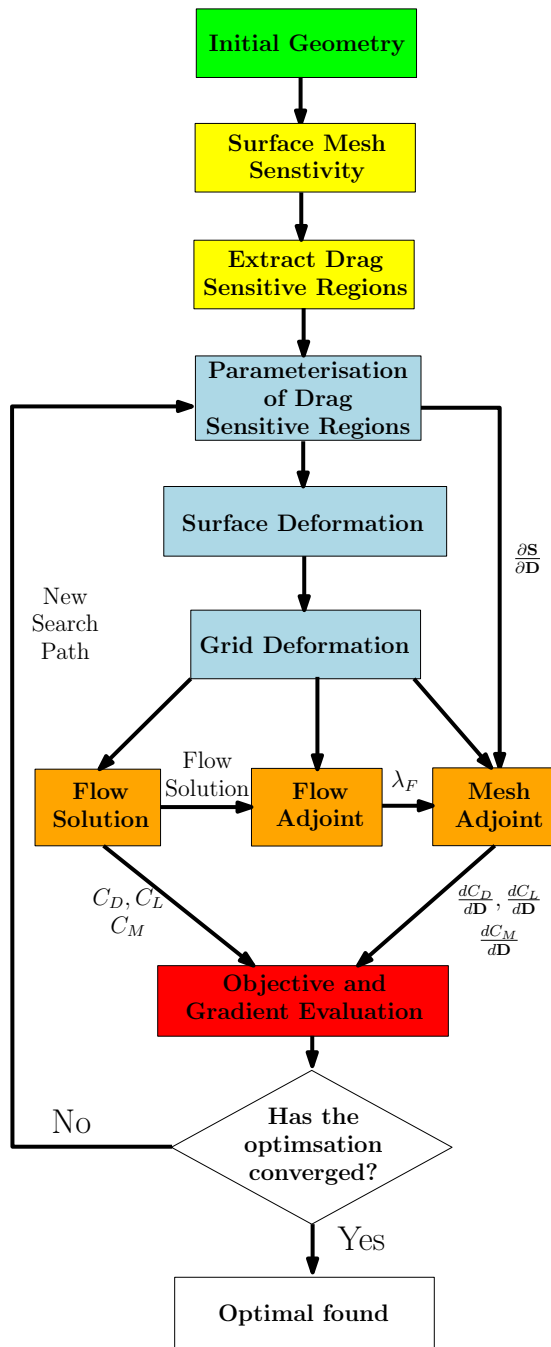 Initial Geometry
Surface Mesh
Senstivity
Extract Drag
Sensitive Regions
Parameterisation
of Drag
Sensitive Regions
Surface Deformation
∂S/∂D
New
Search
Path
Grid Deformation
Flow
Solution
Flow
Solution
λ_F
Flow
Adjoint
Mesh
Adjoint
C_D, C_L
C_M
dC_D/dD, dC_L/dD
dC_M/dD
Objective and
Gradient Evaluation
No
Has the
optimsation
converged?
Yes
Optimal found